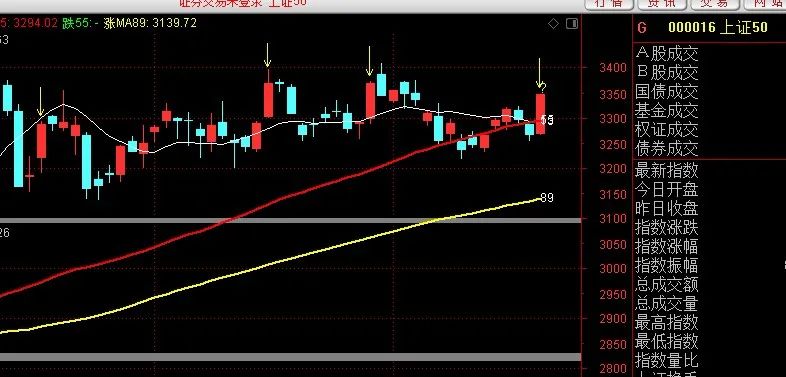 证券交易未登录 上证50
行情
资讯
交易
网站
5: 3294.02 跌55: - 涨MA89: 3139.72
53
G 000016 上证50
Ａ股成交
Ｂ股成交
国债成交
基金成交
权证成交
债券成交
最新指数
今日开盘
昨日收盘
指数涨跌
指数涨幅
指数振幅
总成交额
总成交量
最高指数
最低指数
指数量比
上证换手
3400
3350
3300
3250
3200
3150
3100
3050
3000
2950
2900
2850
2800
89
26